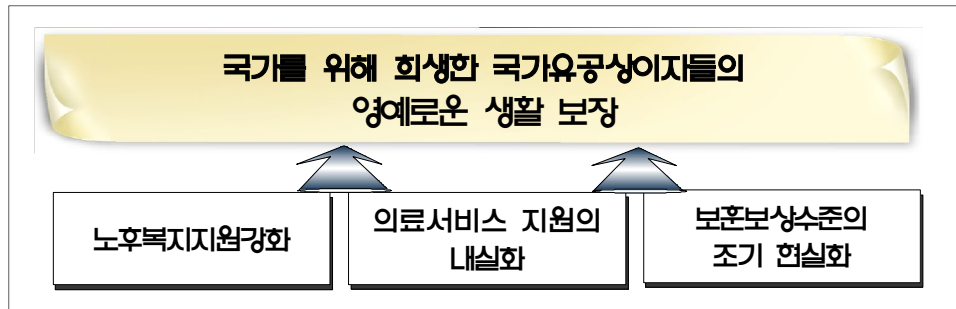 국가를 위해 희생한 국가유공상이자들의
영예로운 생활 보장
노후복지지원강화
의료서비스 지원의
내실화
보훈보상수준의
조기 현실화